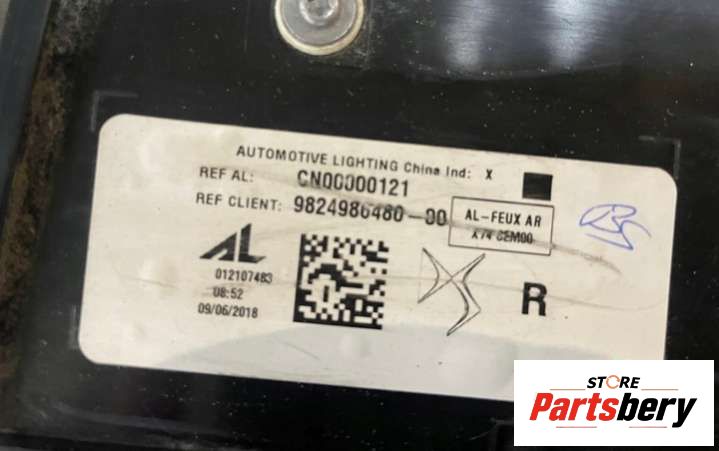 AUTOMOTIVE LIGHTING China Ind: X
REF AL: CN00000121
REF CLIENT: 9824986480-00
AL-FEUX AR
X74 CEM00
AL
012107483
08:52
09/06/2018
R
STORE
Partsbery